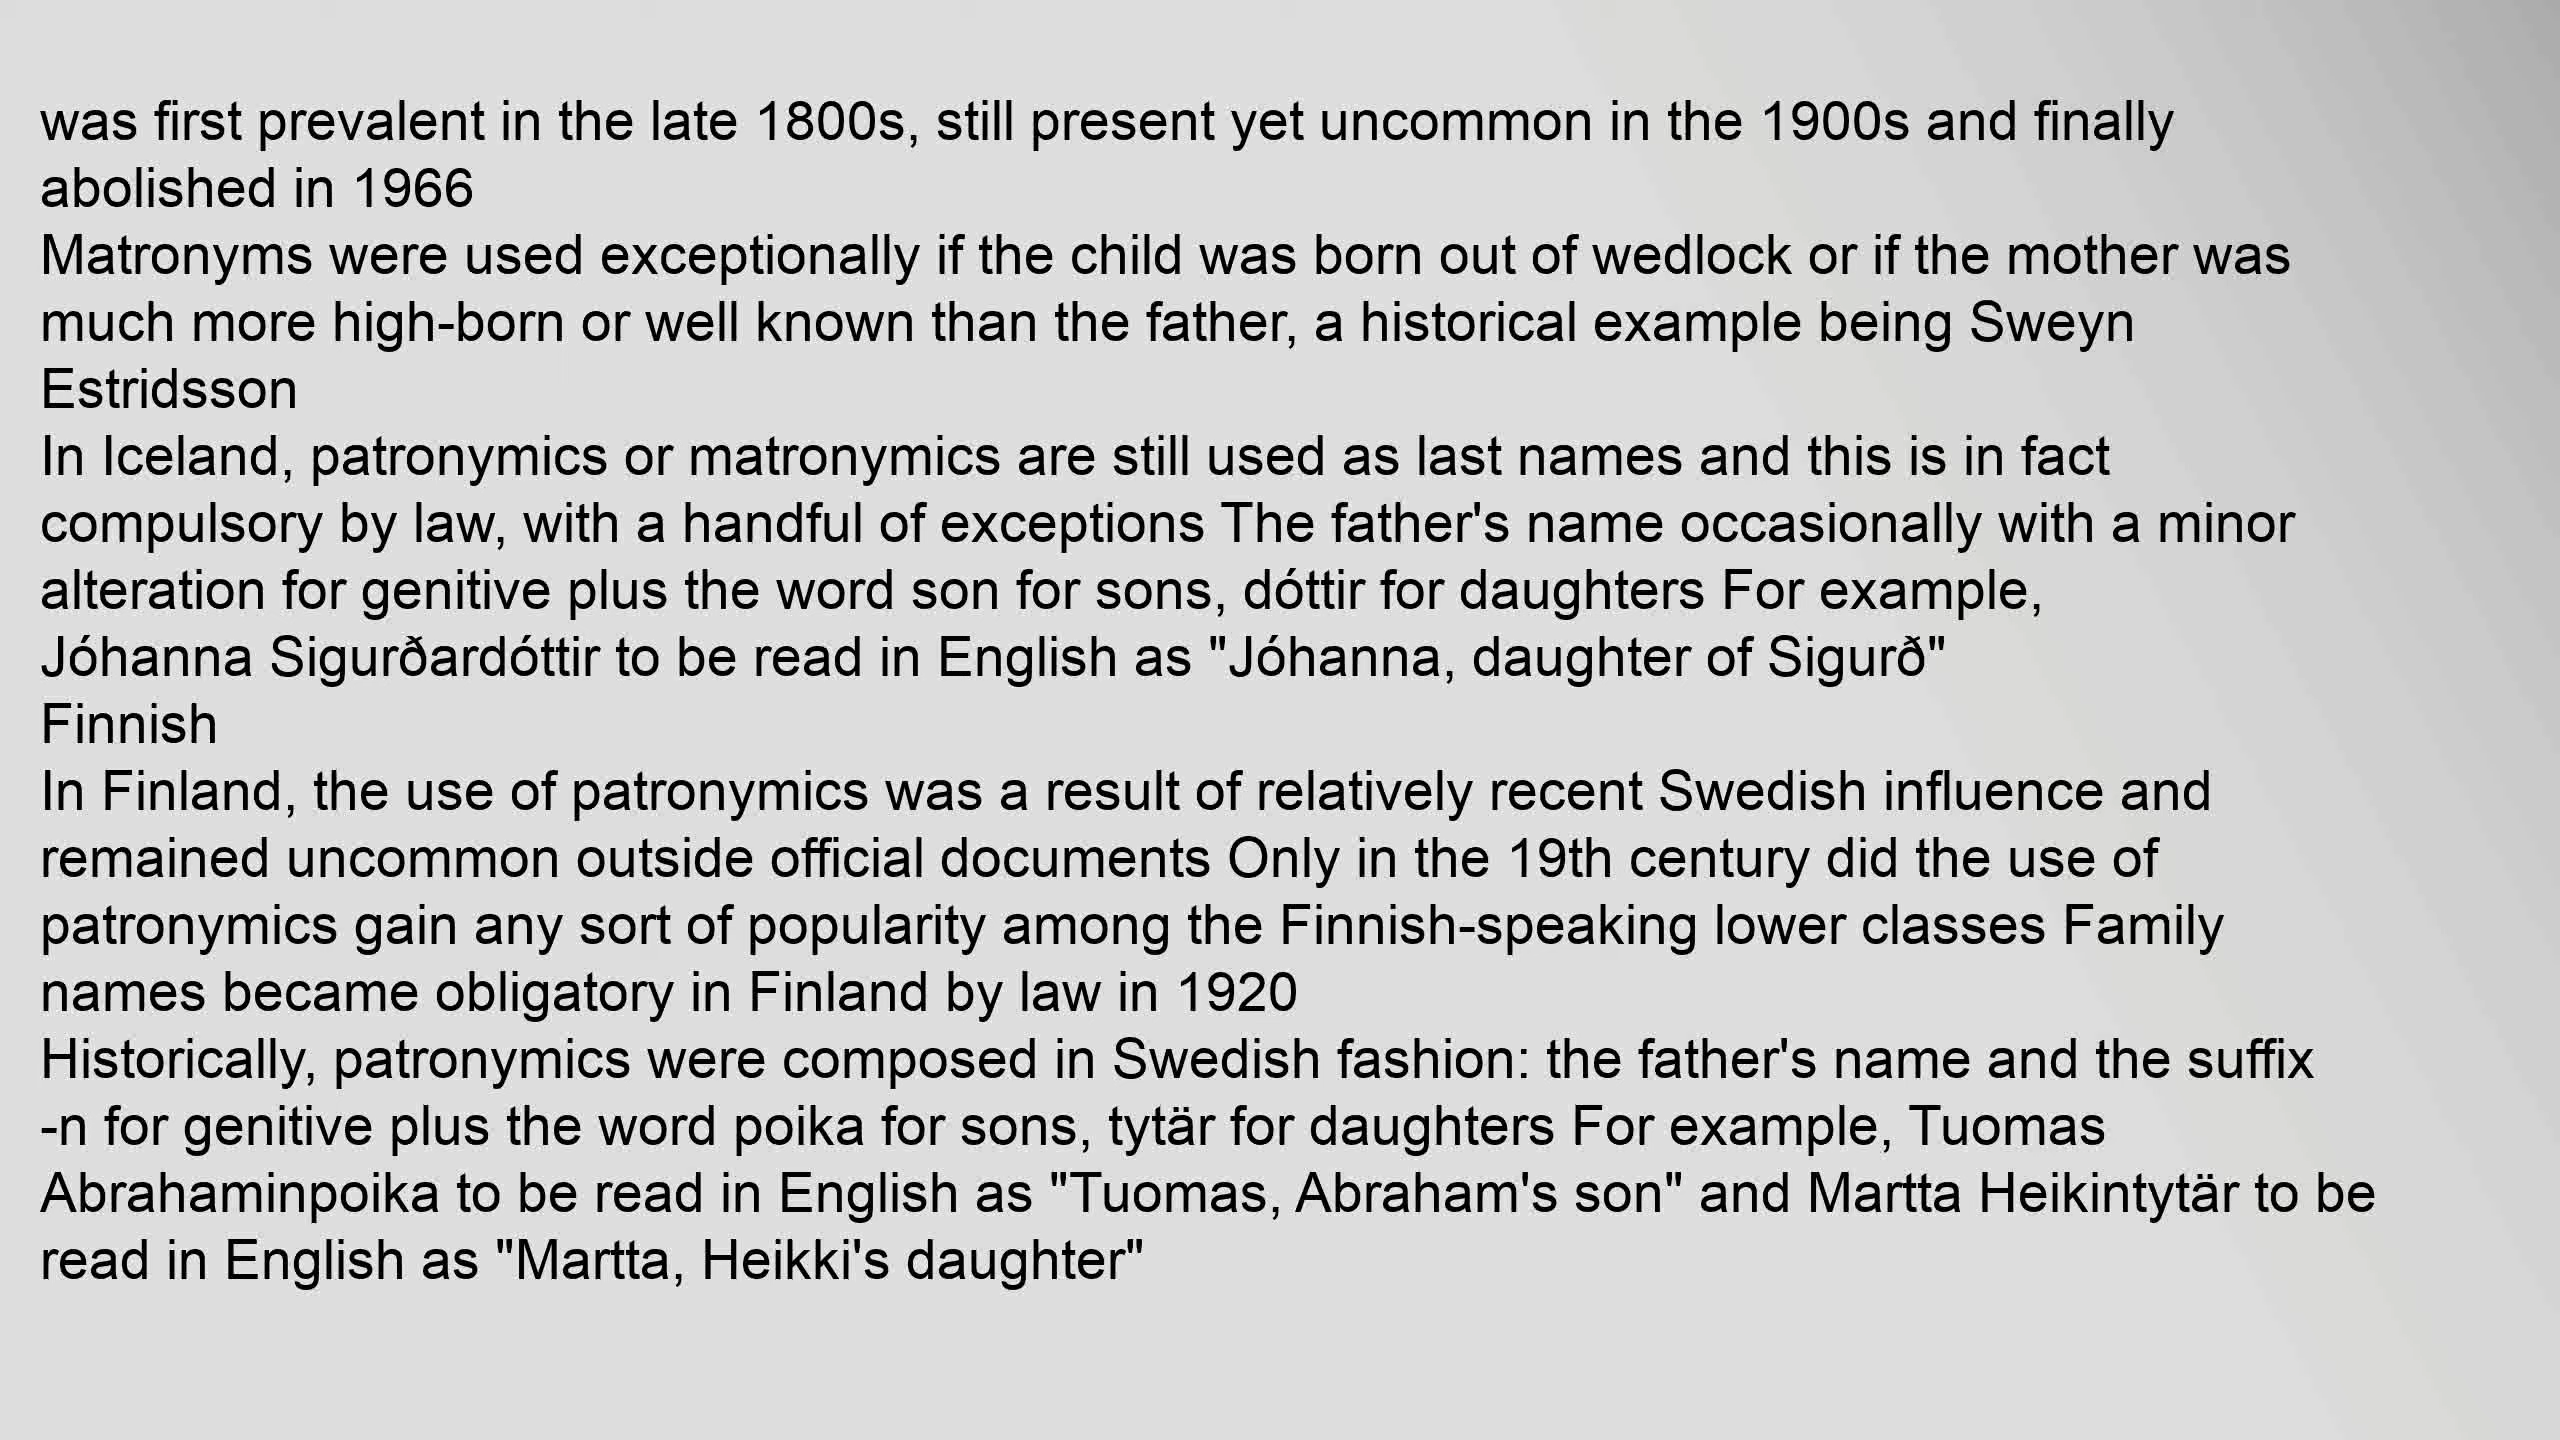 was first prevalent in the late 1800s, still present yet uncommon in the 1900s and finally
abolished in 1966
Matronyms were used exceptionally if the child was born out of wedlock or if the mother was
much more high-born or well known than the father, a historical example being Sweyn
Estridsson
In Iceland, patronymics or matronymics are still used as last names and this is in fact
compulsory by law, with a handful of exceptions The father's name occasionally with a minor
alteration for genitive plus the word son for sons, dóttir for daughters For example,
Jóhanna Sigurðardóttir to be read in English as "Jóhanna, daughter of Sigurð"
Finnish
In Finland, the use of patronymics was a result of relatively recent Swedish influence and
remained uncommon outside official documents Only in the 19th century did the use of
patronymics gain any sort of popularity among the Finnish-speaking lower classes Family
names became obligatory in Finland by law in 1920
Historically, patronymics were composed in Swedish fashion: the father's name and the suffix
-n for genitive plus the word poika for sons, tytär for daughters For example, Tuomas
Abrahaminpoika to be read in English as "Tuomas, Abraham's son" and Martta Heikintytär to be
read in English as "Martta, Heikki's daughter"